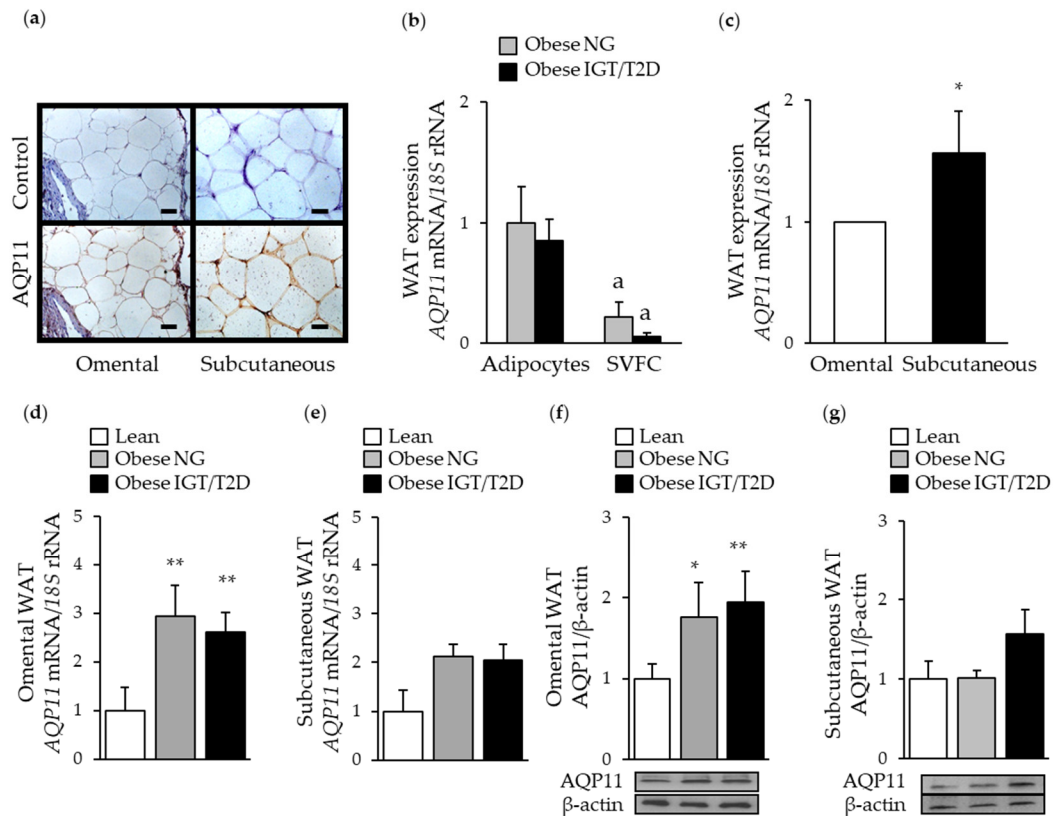 (a)
Control
AQP11
Omental
Subcutaneous
(b)
Obese NG
Obese IGT/T2D
WAT expression
AQP11 mRNA/18S rRNA
2
1
0
a
a
Adipocytes
SVFC
(c)
WAT expression
AQP11 mRNA/18S rRNA
2
1
0
*
Omental
Subcutaneous
(d)
Lean
Obese NG
Obese IGT/T2D
Omental WAT
AQP11 mRNA/18S rRNA
5
4
3
2
1
0
**
**
(e)
Lean
Obese NG
Obese IGT/T2D
Subcutaneous WAT
AQP11 mRNA/18S rRNA
5
4
3
2
1
0
(f)
Lean
Obese NG
Obese IGT/T2D
Omental WAT
AQP11/β-actin
3
2
1
0
*
**
AQP11
β-actin
(g)
Lean
Obese NG
Obese IGT/T2D
Subcutaneous WAT
AQP11/β-actin
3
2
1
0
AQP11
β-actin